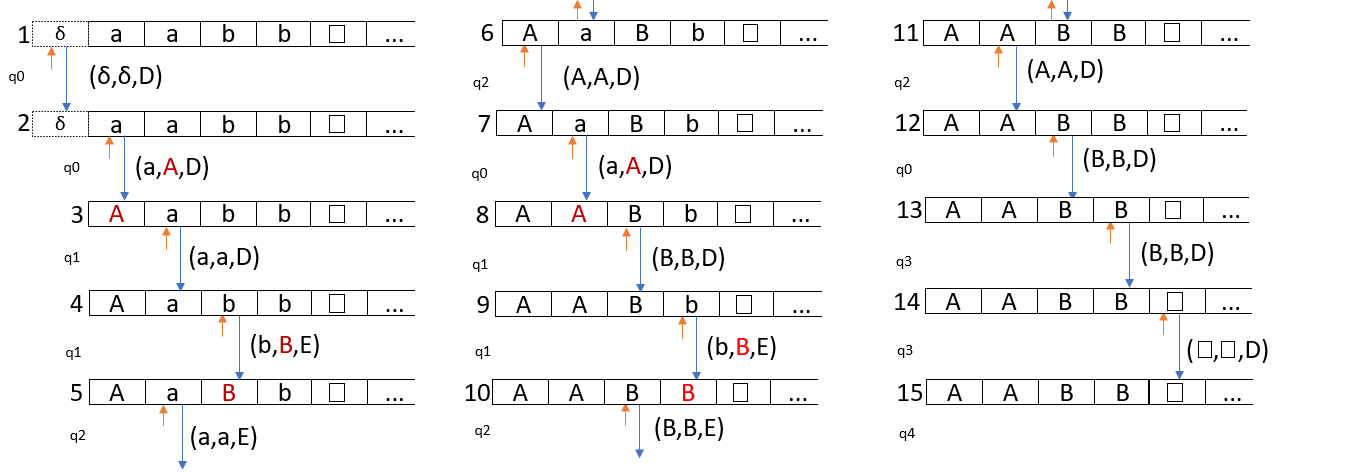 1 δ a a b b □ ...
q0 (δ,δ,D)
2 δ a a b b □ ...
q0 (a,A,D)
3 A a b b □ ...
q1 (a,a,D)
4 A a b b □ ...
q1 (b,B,E)
5 A a B b □ ...
q2 (a,a,E)
6 A a B b □ ...
q2 (A,A,D)
7 A a B b □ ...
q0 (a,A,D)
8 A A B b □ ...
q1 (B,B,D)
9 A A B b □ ...
q1 (b,B,E)
10 A A B B □ ...
q2 (B,B,E)
11 A A B B □ ...
q2 (A,A,D)
12 A A B B □ ...
q0 (B,B,D)
13 A A B B □ ...
q3 (B,B,D)
14 A A B B □ ...
q3 (□,□,D)
15 A A B B □ ...
q4